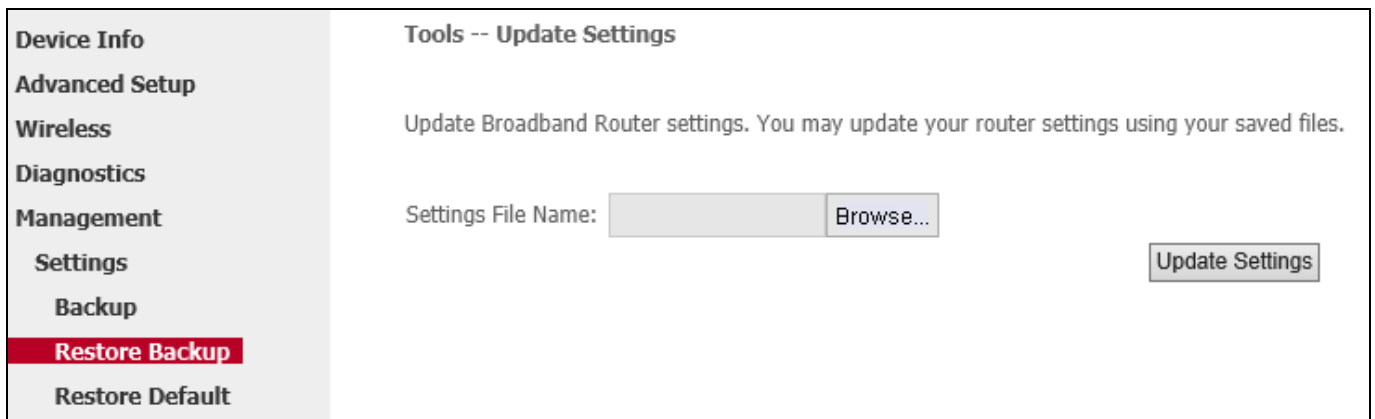 Device Info
Advanced Setup
Wireless
Diagnostics
Management
Settings
Backup
Restore Backup
Restore Default
Tools -- Update Settings
Update Broadband Router settings. You may update your router settings using your saved files.
Settings File Name: Browse...
Update Settings